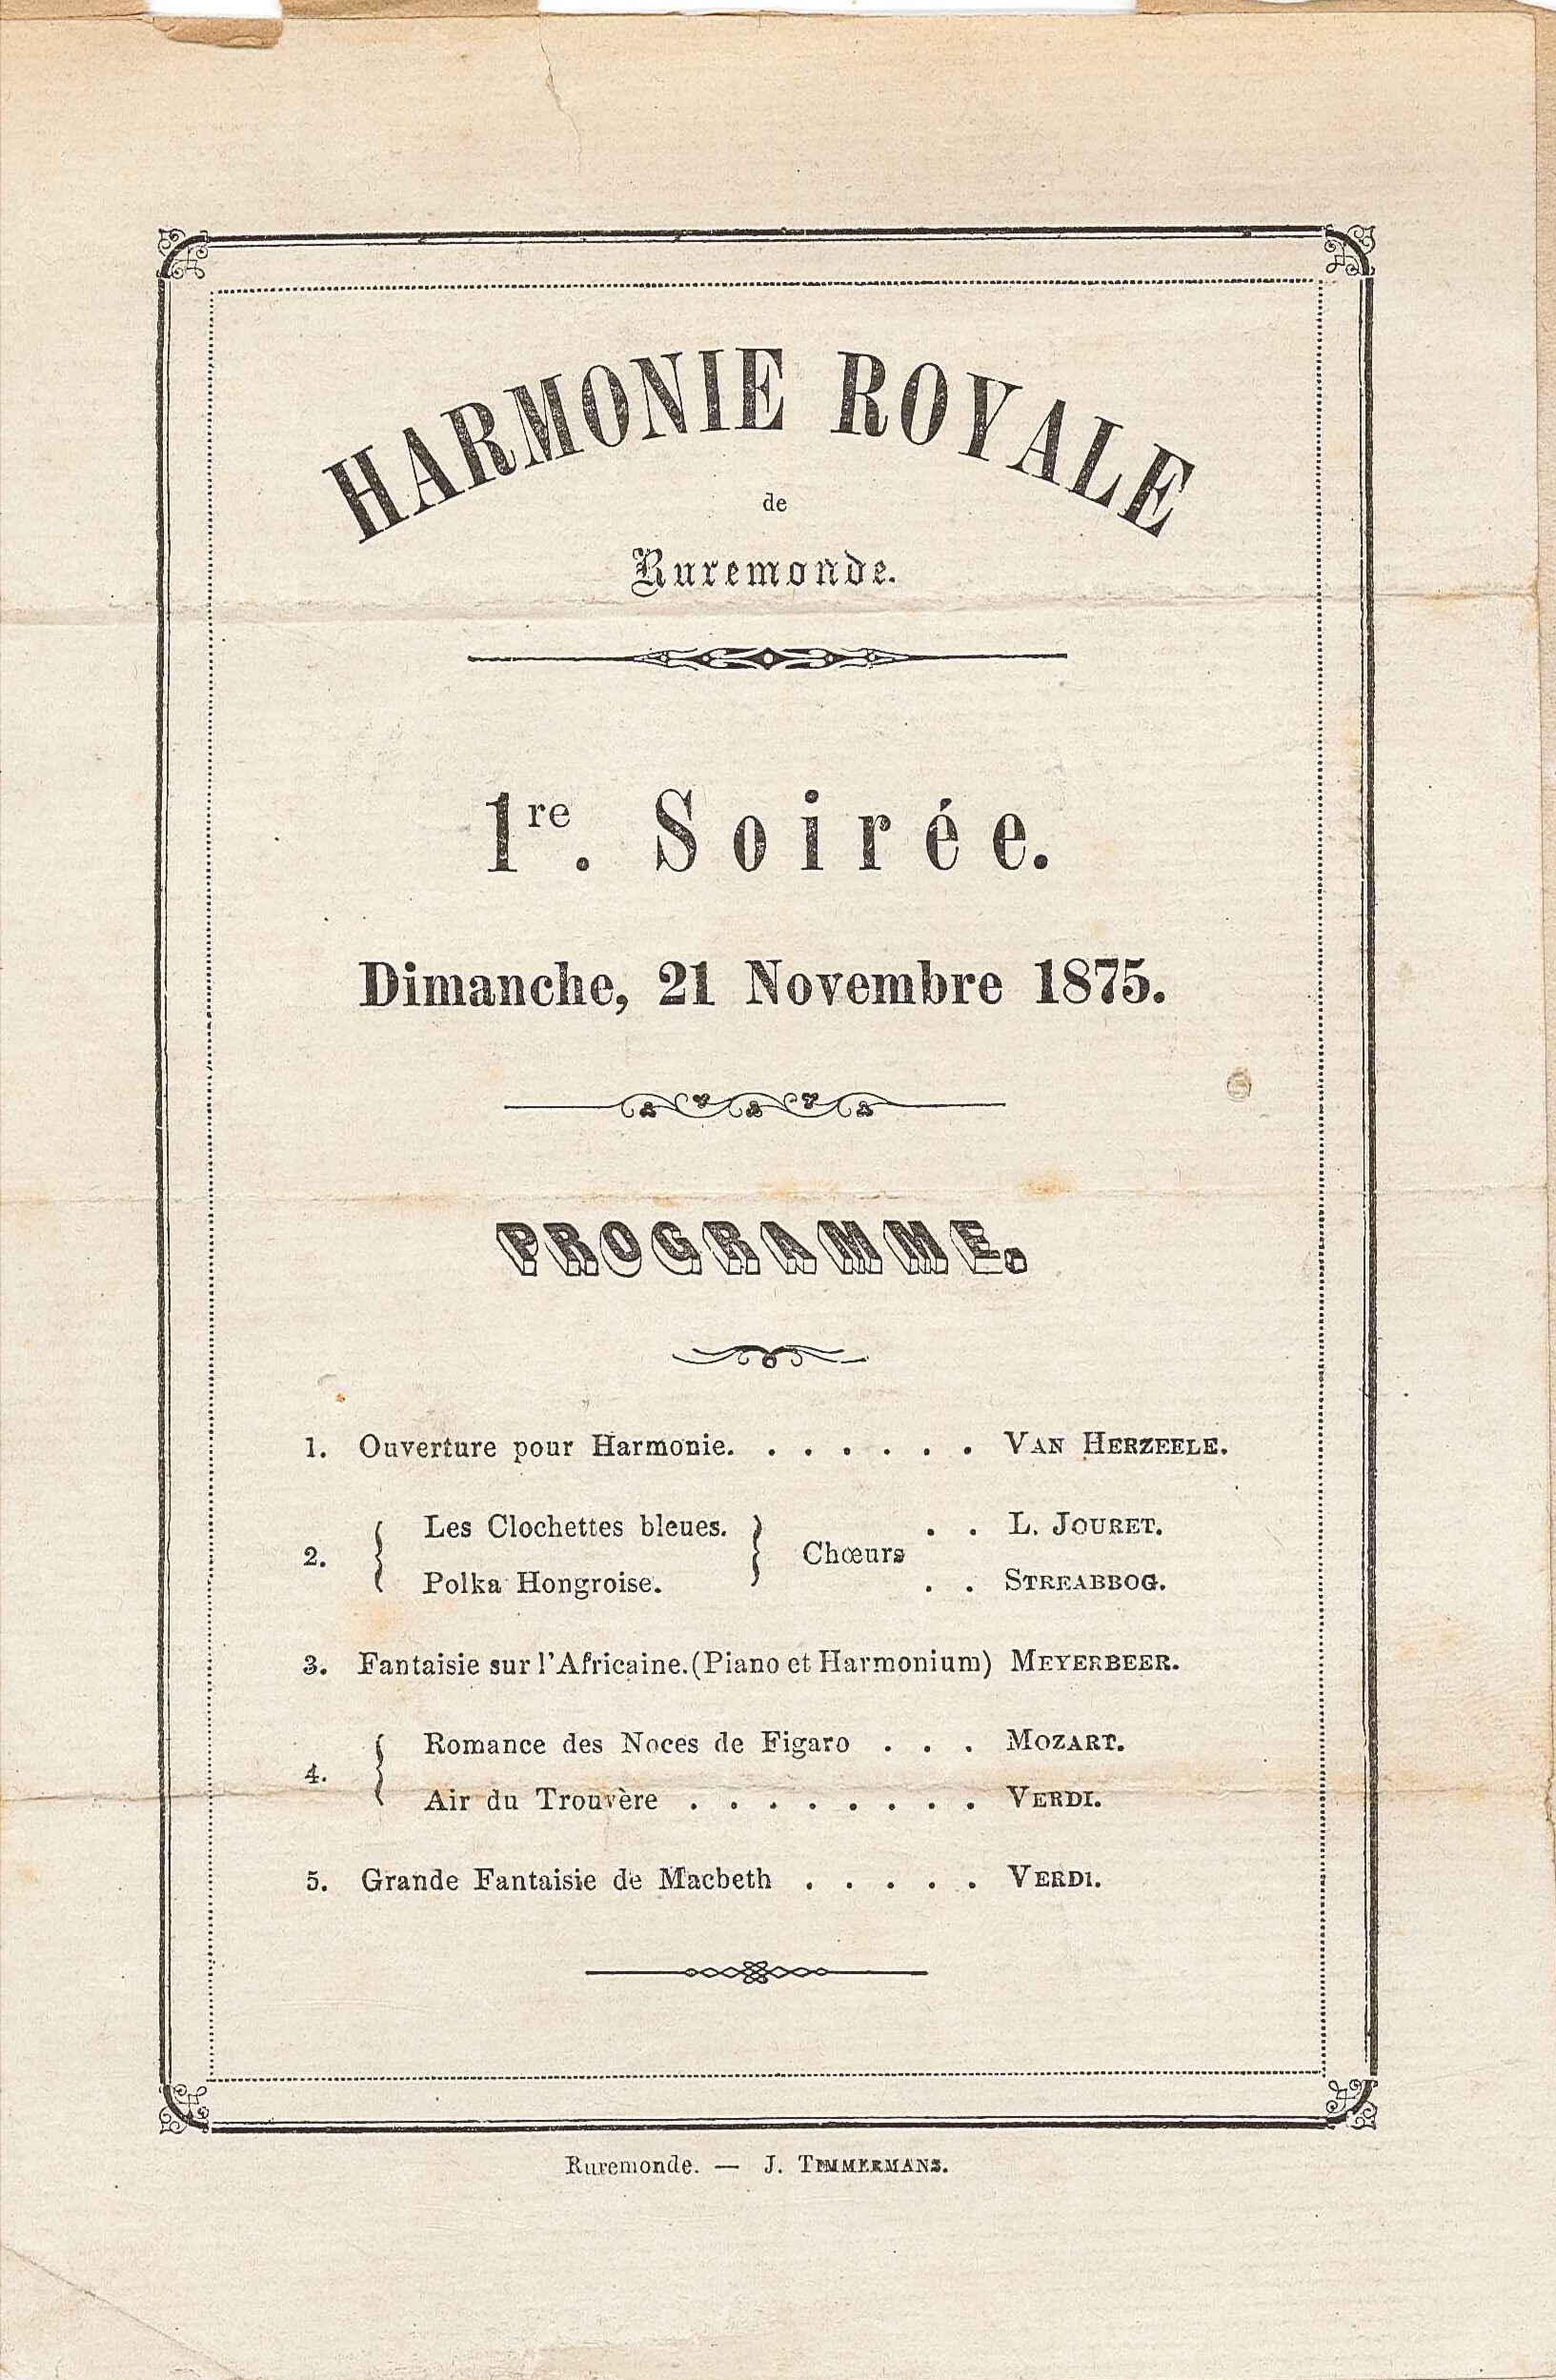 HARMONIE ROYALE
de
Ruremonde.
1re. Soirée.
Dimanche, 21 Novembre 1875.
PROGRAMME.
1. Ouverture pour Harmonie. . . . . . . VAN HERZEELE.
2. { Les Clochettes bleues. } Chœurs . . L. JOURET.
Polka Hongroise. . . STREABBOG.
3. Fantaisie sur l'Africaine. (Piano et Harmonium) MEYERBEER.
4. { Romance des Noces de Figaro . . . MOZART.
Air du Trouvère . . . . . . . . VERDI.
5. Grande Fantaisie de Macbeth . . . . . VERDI.
Ruremonde. — J. TIMMERMANS.